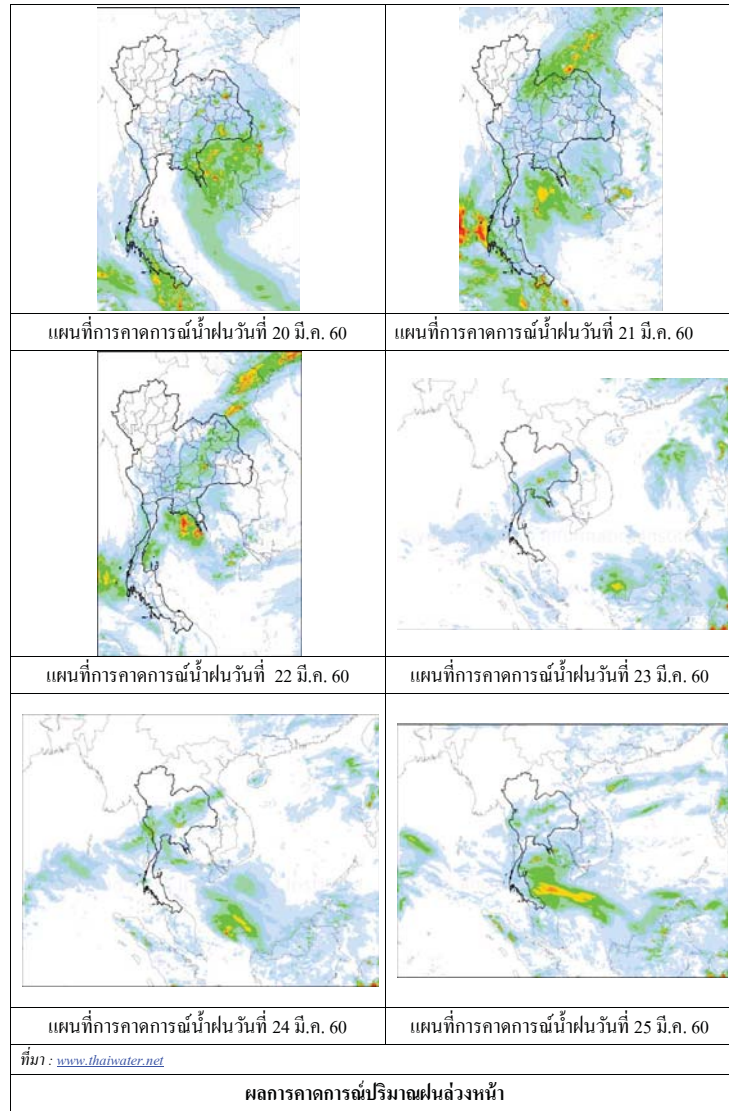 แผนที่การคาดการณ์น้ำฝนวันที่ 20 มี.ค. 60
แผนที่การคาดการณ์น้ำฝนวันที่ 21 มี.ค. 60
แผนที่การคาดการณ์น้ำฝนวันที่ 22 มี.ค. 60
แผนที่การคาดการณ์น้ำฝนวันที่ 23 มี.ค. 60
แผนที่การคาดการณ์น้ำฝนวันที่ 24 มี.ค. 60
แผนที่การคาดการณ์น้ำฝนวันที่ 25 มี.ค. 60
ที่มา : www.thaiwater.net
ผลการคาดการณ์ปริมาณฝนล่วงหน้า